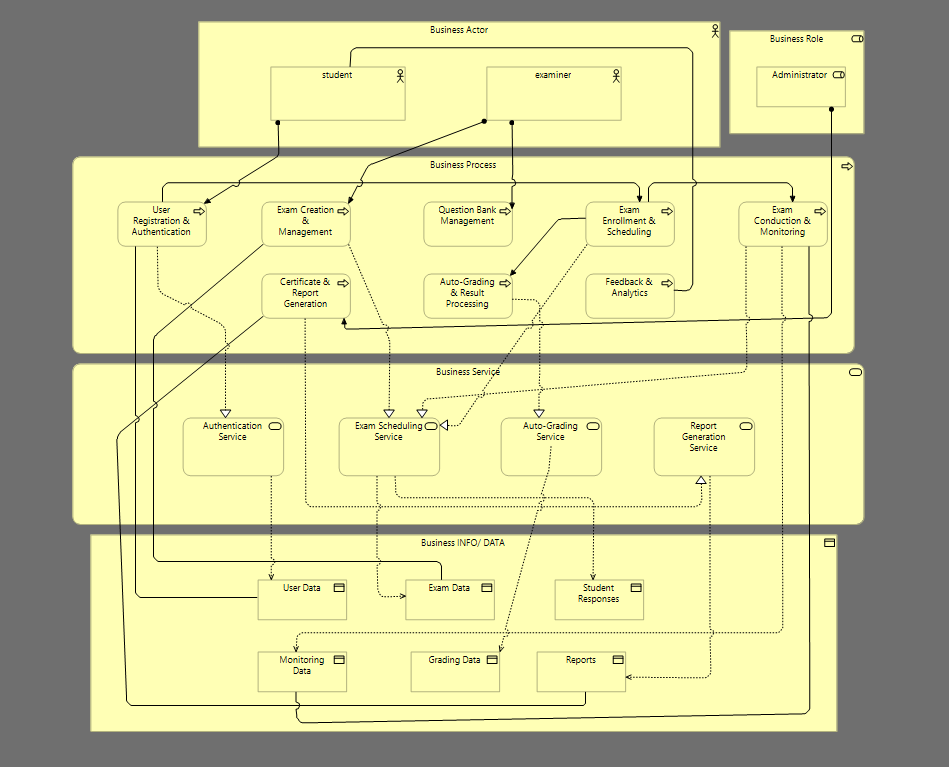 Business Actor
Business Role
student
examiner
Administrator
Business Process
User
Registration &
Authentication
Exam Creation
&
Management
Question Bank
Management
Exam
Enrollment &
Scheduling
Exam
Conduction &
Monitoring
Certificate &
Report
Generation
Auto-Grading
& Result
Processing
Feedback &
Analytics
Business Service
Authentication
Service
Exam Scheduling
Service
Auto-Grading
Service
Report
Generation
Service
Business INFO/ DATA
User Data
Exam Data
Student
Responses
Monitoring
Data
Grading Data
Reports